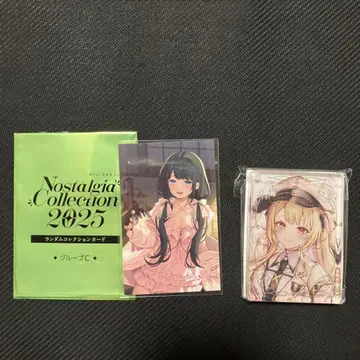 Nostalgia
Collection
2025
ランダムコレクションカード
グループC